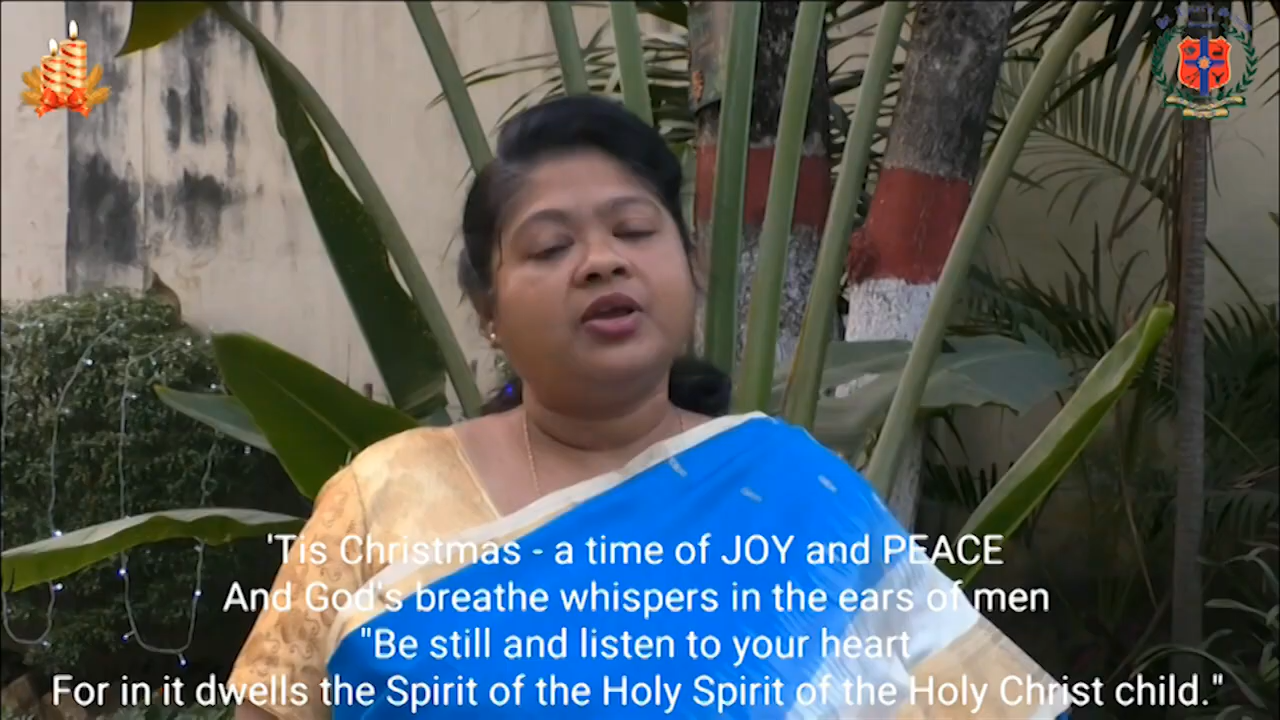 'Tis Christmas - a time of JOY and PEACE
And God's breathe whispers in the ears of men
"Be still and listen to your heart
For in it dwells the Spirit of the Holy Spirit of the Holy Christ child."